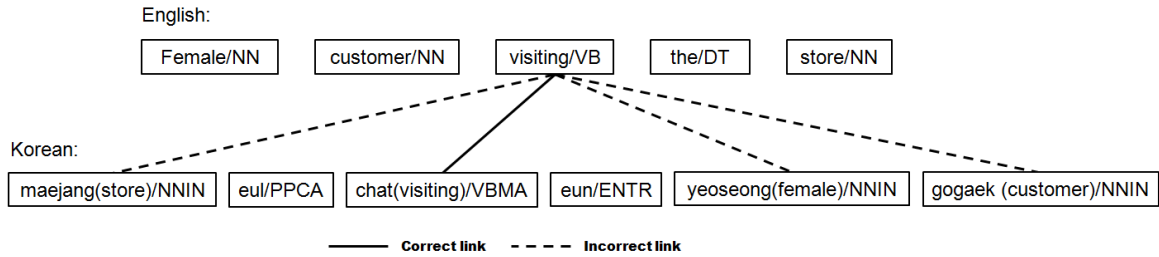 English:
Female/NN customer/NN visiting/VB the/DT store/NN
Korean:
maejang(store)/NNIN eul/PPCA chat(visiting)/VBMA eun/ENTR yeoseong(female)/NNIN gogaek (customer)/NNIN
Correct link Incorrect link